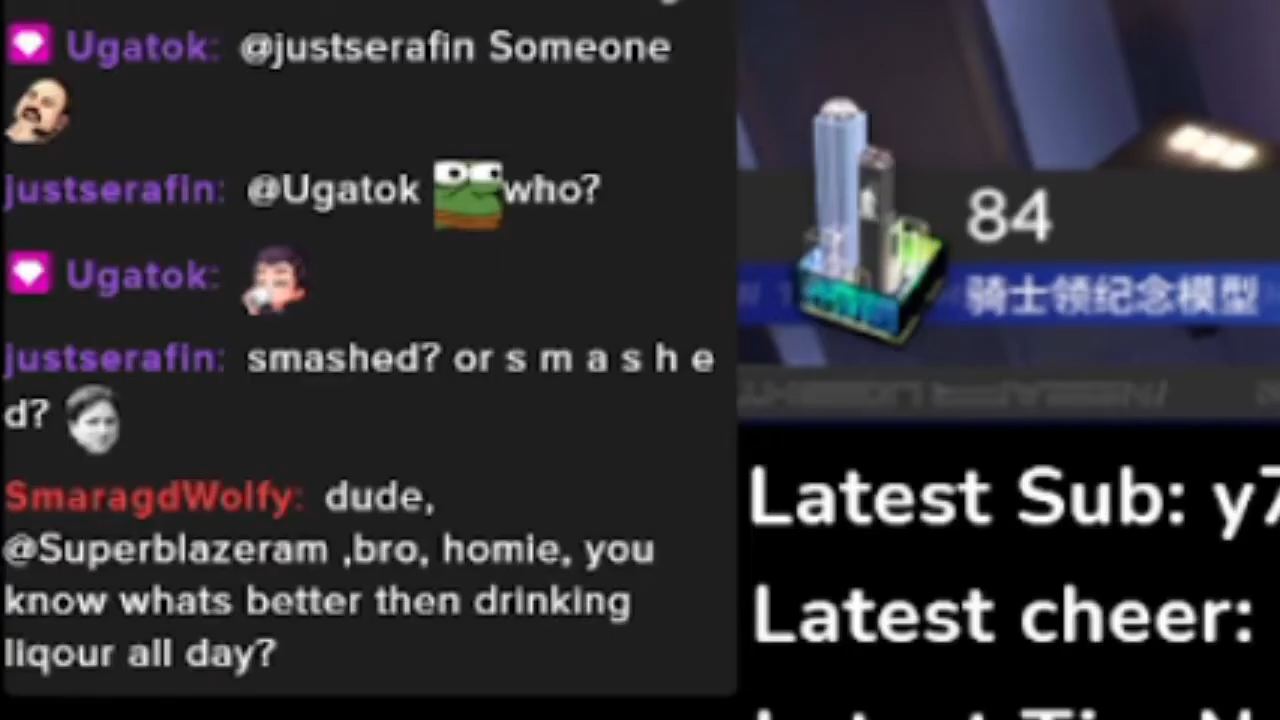 Ugatok: @justserafin Someone
justserafin: @Ugatok who?
Ugatok:
justserafin: smashed? or s m a s h e
d?
SmaragdWolfy: dude,
@Superblazeram ,bro, homie, you
know whats better then drinking
liqour all day?
84
骑士领纪念模型
Latest Sub: y7
Latest cheer: